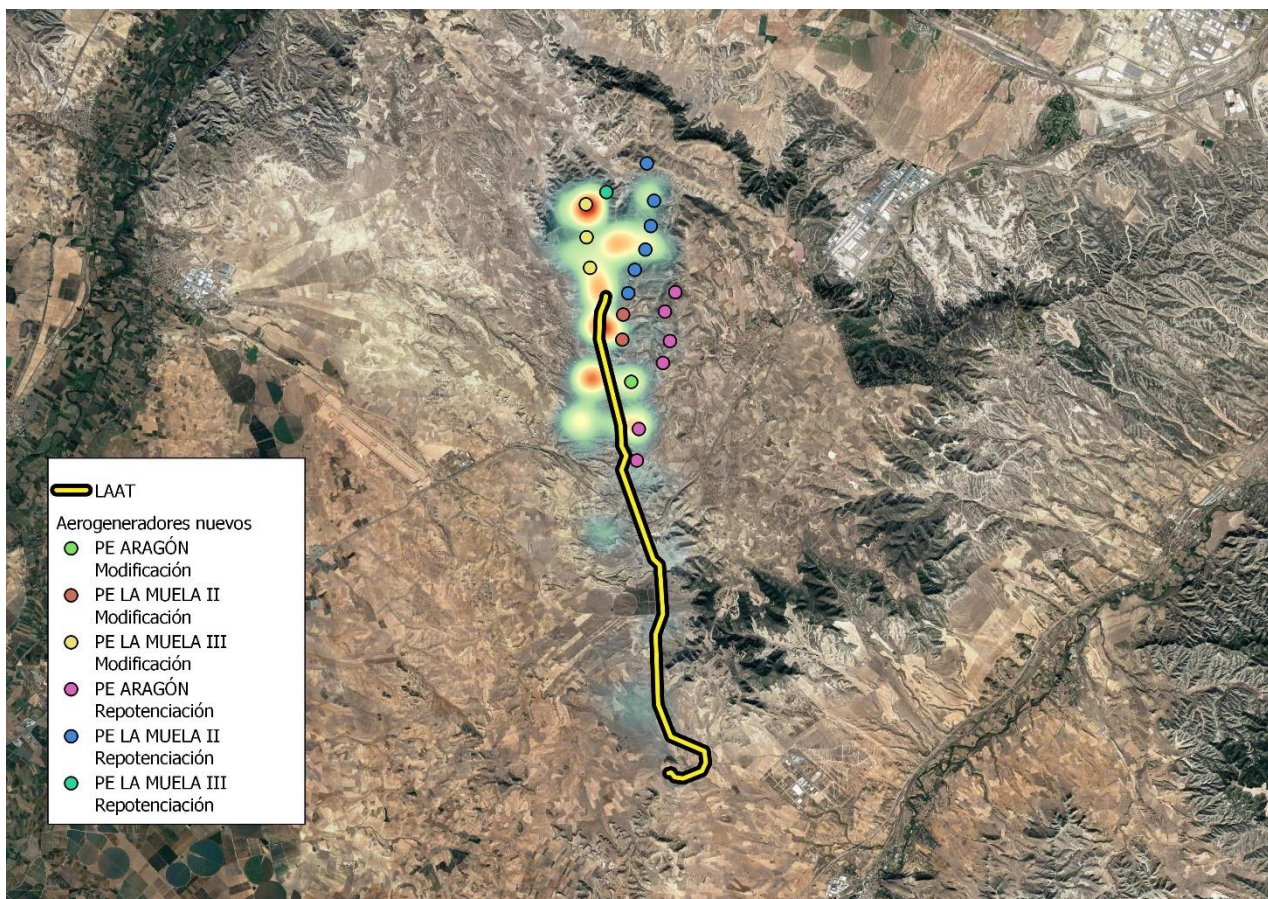 LAAT
Aerogeneradores nuevos
PE ARAGÓN
Modificación
PE LA MUELA II
Modificación
PE LA MUELA III
Modificación
PE ARAGÓN
Repotenciación
PE LA MUELA II
Repotenciación
PE LA MUELA III
Repotenciación